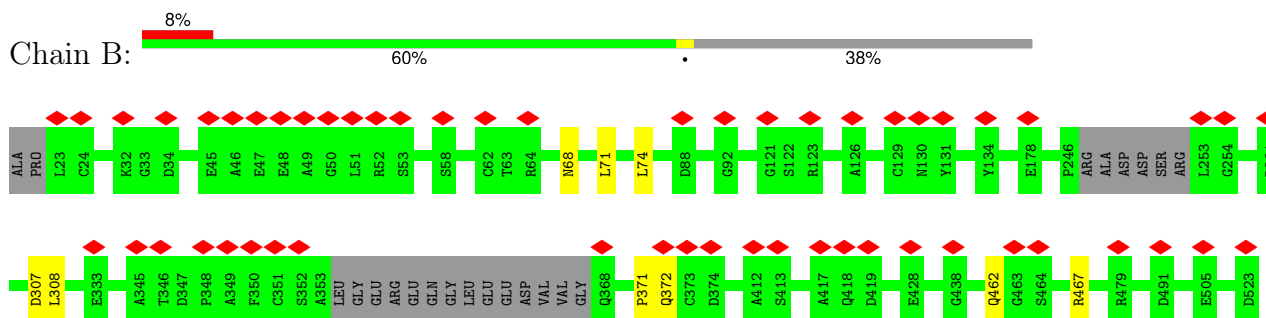 8%
Chain B:
60% • 38%
ALA PRO L23 C24 K32 G33 D34 E45 A46 E47 E48 A49 G50 L51 R52 S53 S58 C62 T63 R64 N68 L71 L74 D88 G92 G121 S122 R123 A126 C129 N130 Y131 Y134 E178 P246 ARG ALA ASP ASP SER ARG L253 G254
D307 L308 E333 A345 T346 D347 P348 A349 F350 C351 S352 A353 LEU GLY GLU ARG GLU GLN GLY LEU GLU GLU ASP VAL VAL GLY Q368 P371 Q372 C373 D374 A412 S413 A417 Q418 D419 E428 G438 Q462 G463 S464 R467 R479 D491 E505 D523